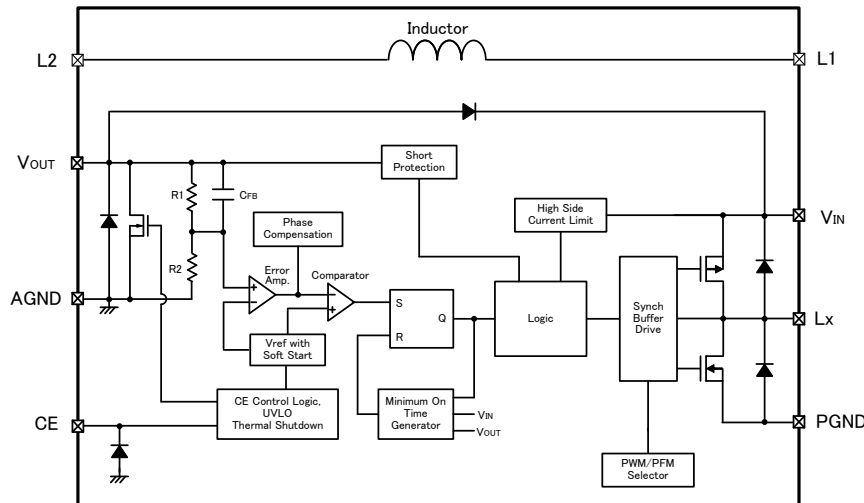 Inductor
L2
L1
VOUT
Short
Protection
R1
CFB
High Side
Current Limit
VIN
Phase
Compensation
R2
Error
Amp.
Comparator
AGND
S
Q
R
Logic
Synch
Buffer
Drive
Lx
Vref with
Soft Start
CE Control Logic,
UVLO
Thermal Shutdown
Minimum On
Time
Generator
VIN
VOUT
CE
PGND
PWM/PFM
Selector